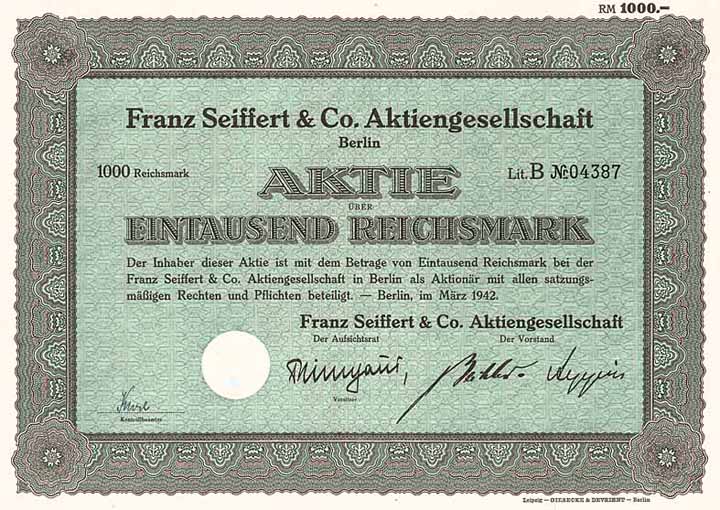 RM 1000.—
Franz Seiffert & Co. Aktiengesellschaft
Berlin
1000 Reichsmark
AKTIE
Lit. B № 04387
ÜBER
EINTAUSEND REICHSMARK
Der Inhaber dieser Aktie ist mit dem Betrage von Eintausend Reichsmark bei der
Franz Seiffert & Co. Aktiengesellschaft in Berlin als Aktionär mit allen satzungs-
mäßigen Rechten und Pflichten beteiligt. — Berlin, im März 1942.
Franz Seiffert & Co. Aktiengesellschaft
Der Aufsichtsrat Der Vorstand
Vorsitzer
Kontrollbeamter
Leipzig — GIESECKE & DEVRIENT — Berlin